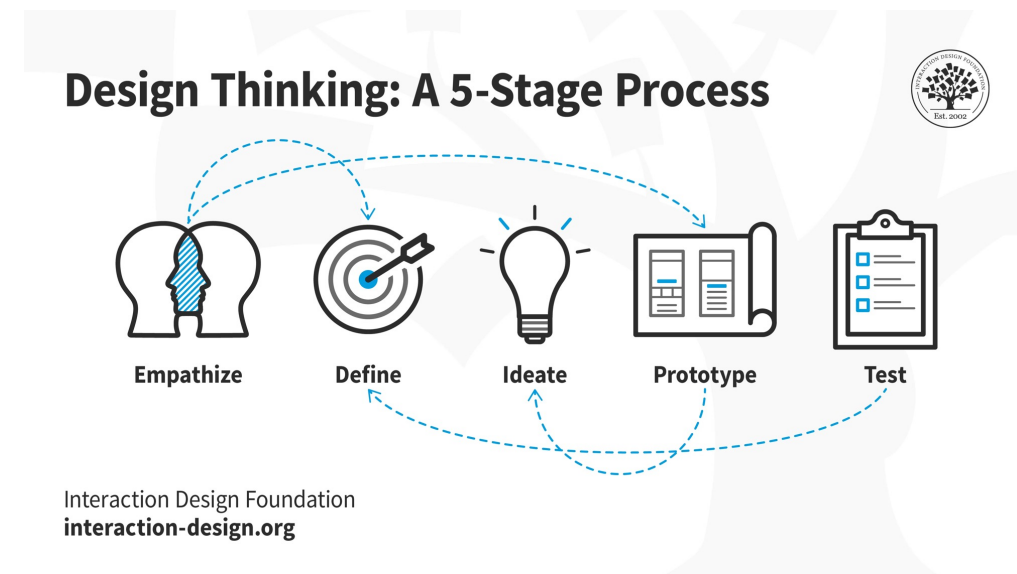 Design Thinking: A 5-Stage Process
INTERACTION DESIGN FOUNDATION
Est. 2002
Empathize
Define
Ideate
Prototype
Test
Interaction Design Foundation
interaction-design.org